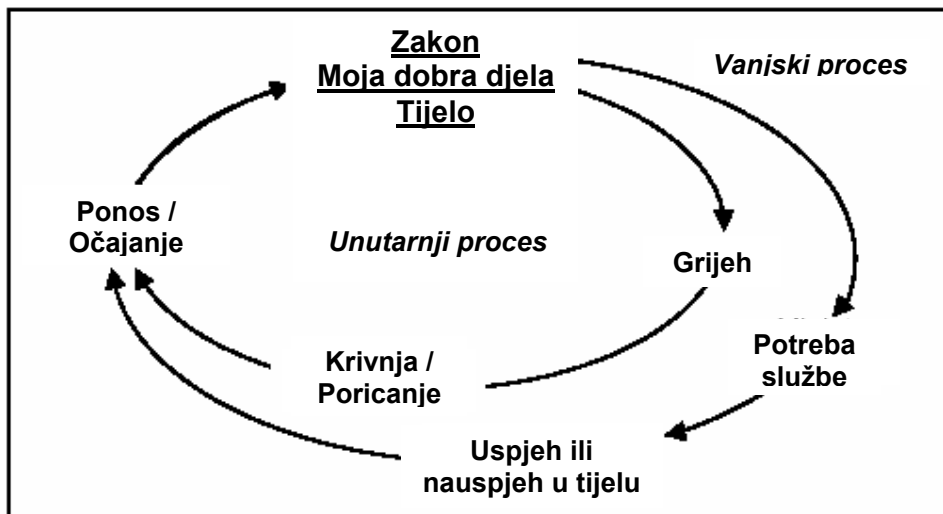 Zakon
Moja dobra djela
Tijelo
Vanjski proces
Ponos /
Očajanje
Unutarnji proces
Grijeh
Krivnja /
Poricanje
Potreba
službe
Uspjeh ili
nauspjeh u tijelu